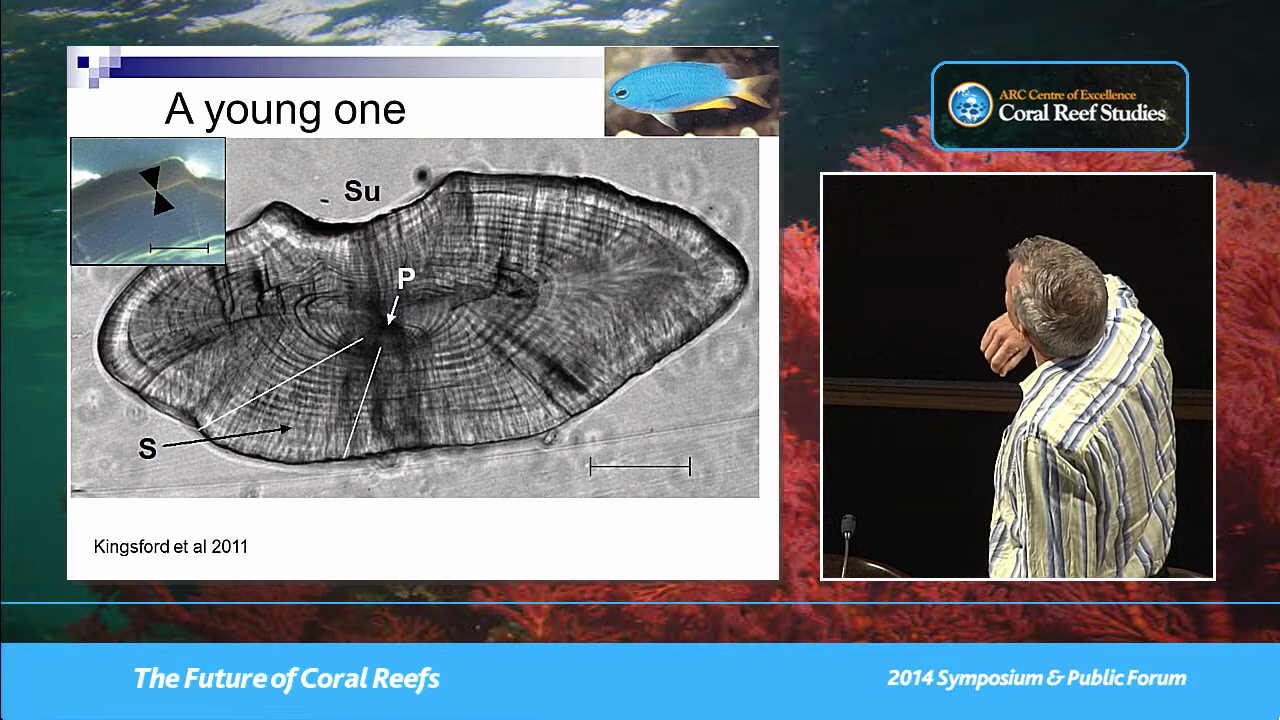 A young one
Su
P
S
Kingsford et al 2011
ARC Centre of Excellence
Coral Reef Studies
The Future of Coral Reefs
2014 Symposium & Public Forum